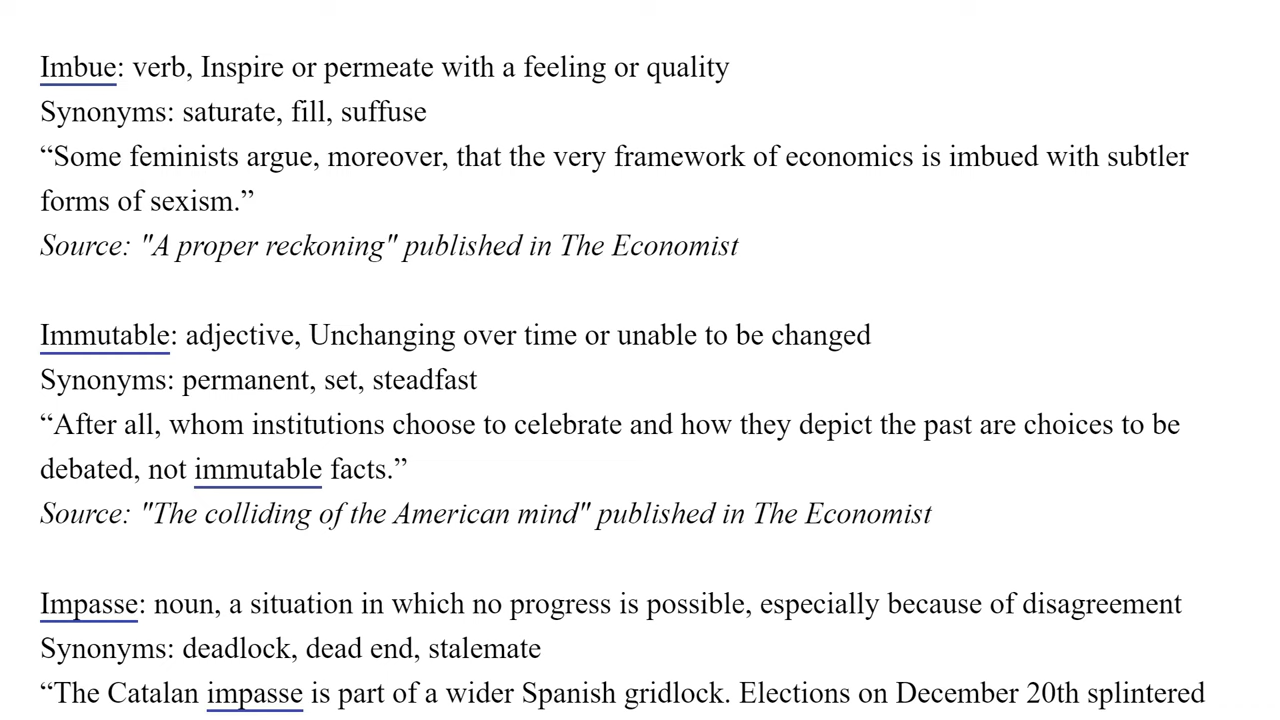 Imbue: verb, Inspire or permeate with a feeling or quality
Synonyms: saturate, fill, suffuse
“Some feminists argue, moreover, that the very framework of economics is imbued with subtler
forms of sexism.”
Source: "A proper reckoning" published in The Economist
Immutable: adjective, Unchanging over time or unable to be changed
Synonyms: permanent, set, steadfast
“After all, whom institutions choose to celebrate and how they depict the past are choices to be
debated, not immutable facts.”
Source: "The colliding of the American mind" published in The Economist
Impasse: noun, a situation in which no progress is possible, especially because of disagreement
Synonyms: deadlock, dead end, stalemate
“The Catalan impasse is part of a wider Spanish gridlock. Elections on December 20th splintered